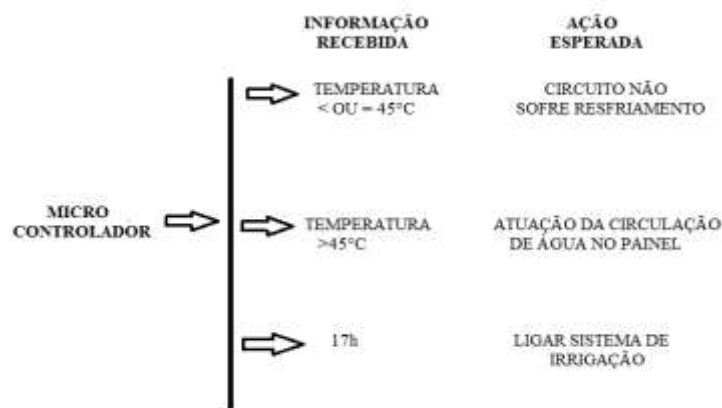 INFORMAÇÃO
RECEBIDA
AÇÃO
ESPERADA
TEMPERATURA
< OU = 45°C
CIRCUITO NÃO
SOFRE RESFRIAMENTO
MICRO
CONTROLADOR
TEMPERATURA
>45°C
ATUAÇÃO DA CIRCULAÇÃO
DE ÁGUA NO PAINEL
17h
LIGAR SISTEMA DE
IRRIGAÇÃO